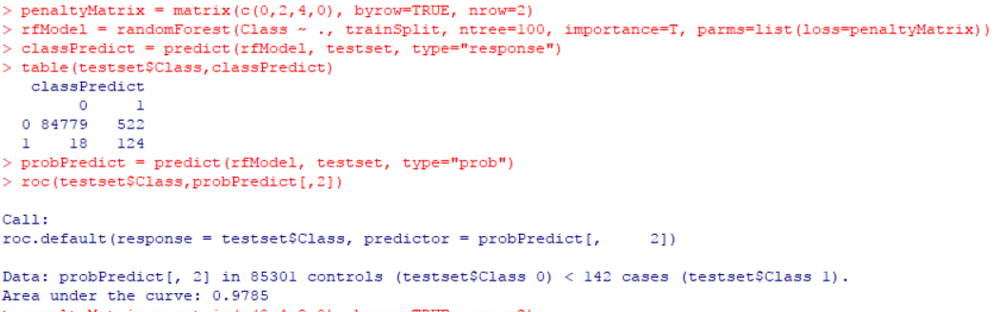 > penaltyMatrix = matrix(c(0,2,4,0), byrow=TRUE, nrow=2)
> rfModel = randomForest(Class ~ ., trainSplit, ntree=100, importance=T, parms=list(loss=penaltyMatrix))
> classPredict = predict(rfModel, testset, type="response")
> table(testset$Class,classPredict)
classPredict
0 1
0 84779 522
1 18 124
> probPredict = predict(rfModel, testset, type="prob")
> roc(testset$Class,probPredict[,2])
Call:
roc.default(response = testset$Class, predictor = probPredict[, 2])
Data: probPredict[, 2] in 85301 controls (testset$Class 0) < 142 cases (testset$Class 1).
Area under the curve: 0.9785